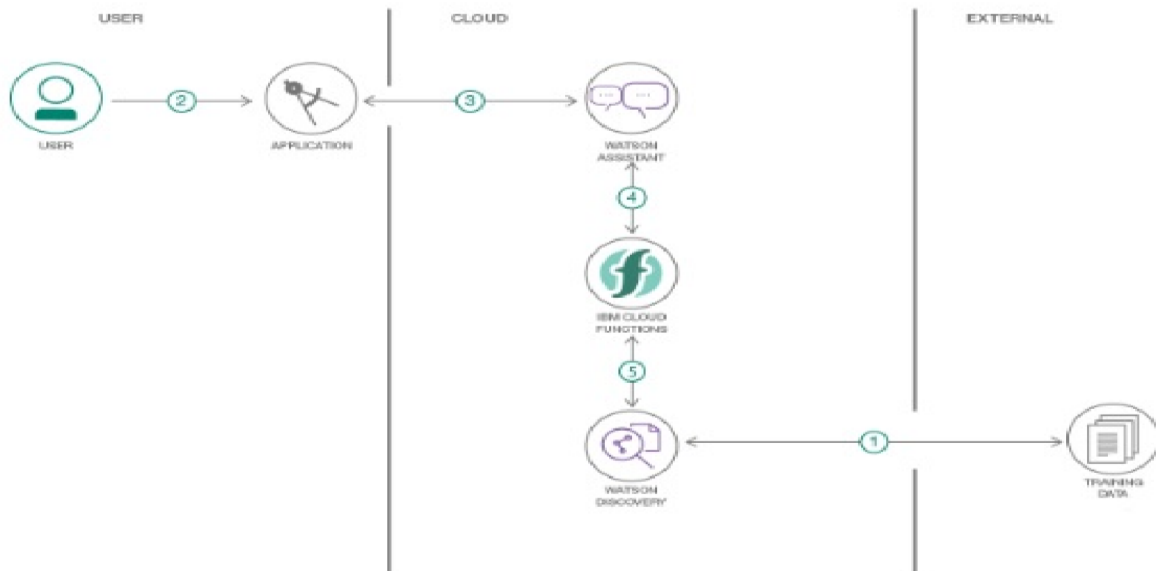 USER
CLOUD
EXTERNAL
2
3
USER
APPLICATION
WATSON
ASSISTANT
4
IBM CLOUD
FUNCTIONS
5
1
WATSON
DISCOVERY
TRAINING
DATA